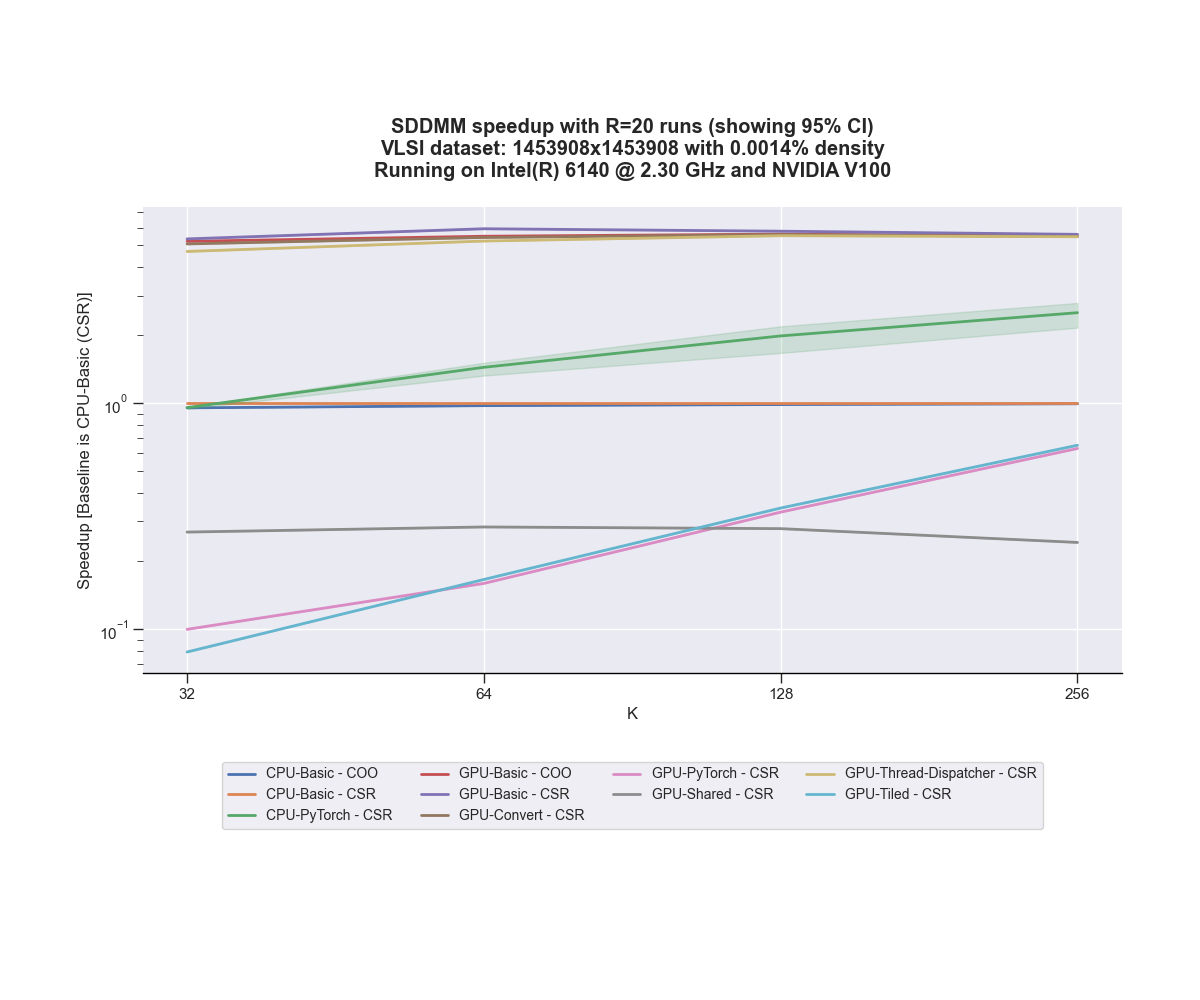 SDDMM speedup with R=20 runs (showing 95% CI)
VLSI dataset: 1453908x1453908 with 0.0014% density
Running on Intel(R) 6140 @ 2.30 GHz and NVIDIA V100
Speedup [Baseline is CPU-Basic (CSR)]
10⁰
10⁻¹
32 64 128 256
K
CPU-Basic - COO GPU-Basic - COO GPU-PyTorch - CSR GPU-Thread-Dispatcher - CSR
CPU-Basic - CSR GPU-Basic - CSR GPU-Shared - CSR GPU-Tiled - CSR
CPU-PyTorch - CSR GPU-Convert - CSR